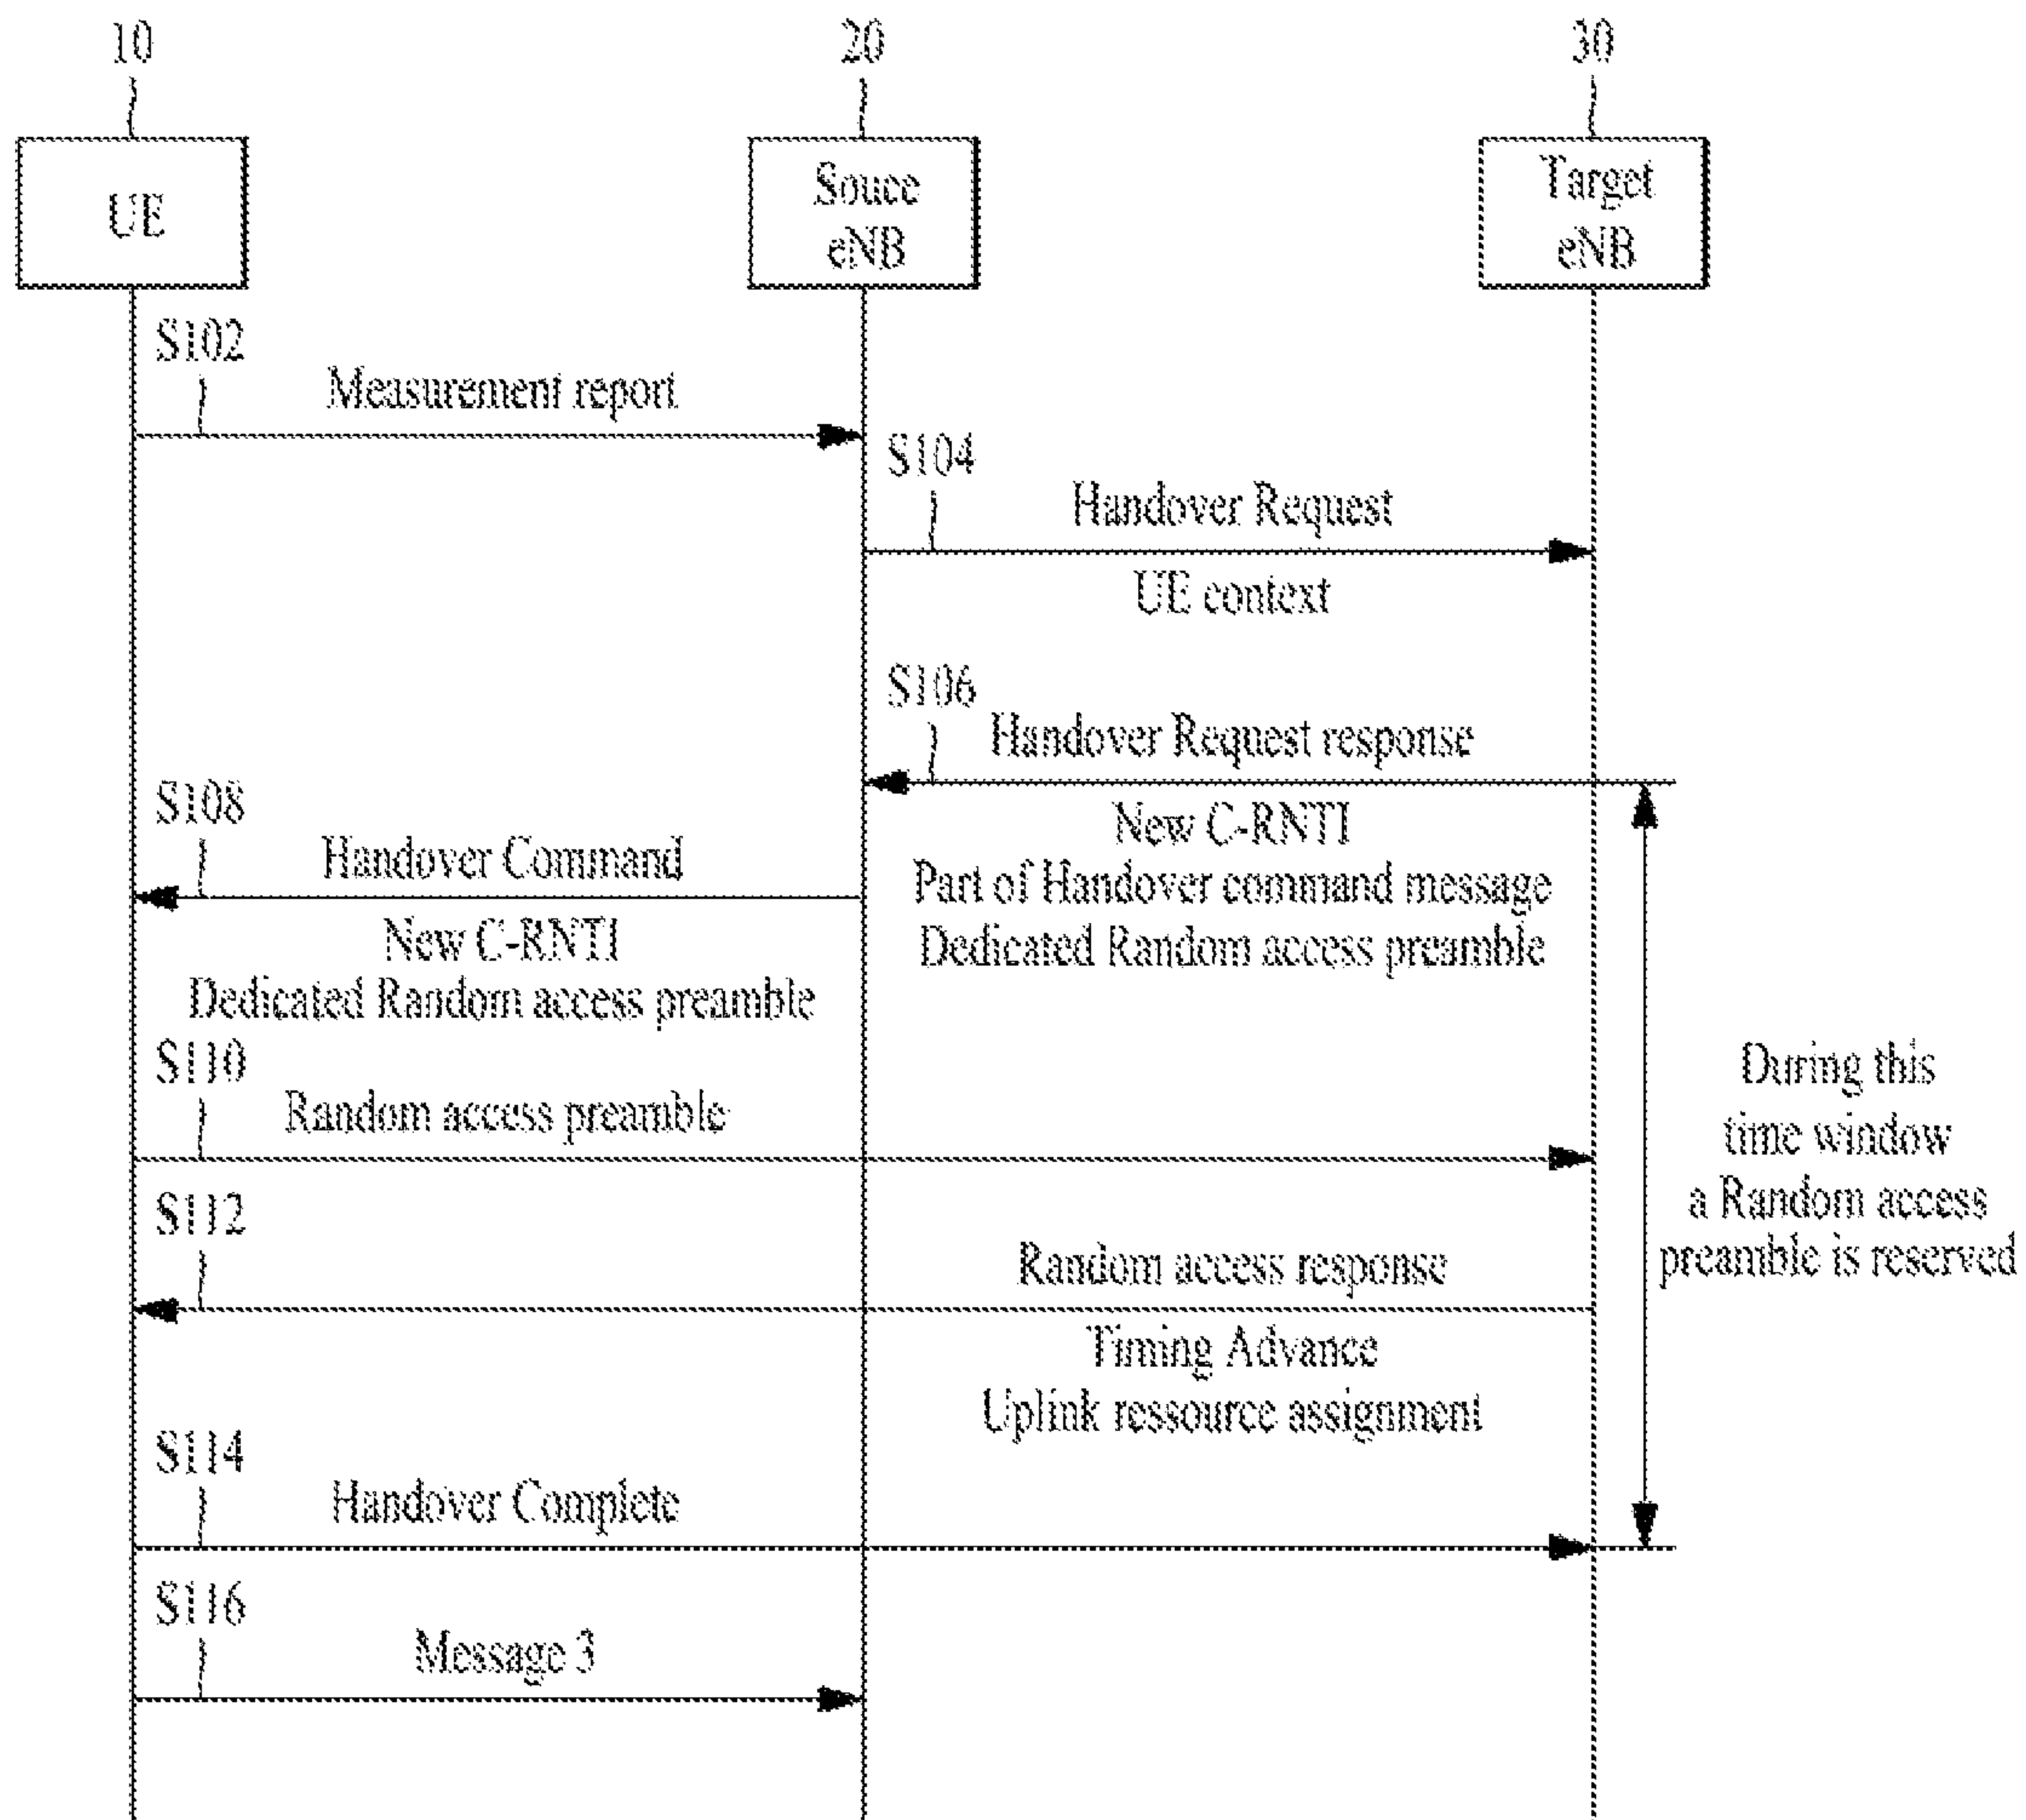 10
20
30
UE
Souce
eNB
Target
eNB
S102
Measurement report
S104
Handover Request
UE context
S106
Handover Request response
New C-RNTI
Part of Handover command message
Dedicated Random access preamble
S108
Handover Command
New C-RNTI
Dedicated Random access preamble
S110
Random access preamble
During this
time window
a Random access
preamble is reserved
S112
Random access response
Timing Advance
Uplink ressource assignment
S114
Handover Complete
S116
Message 3